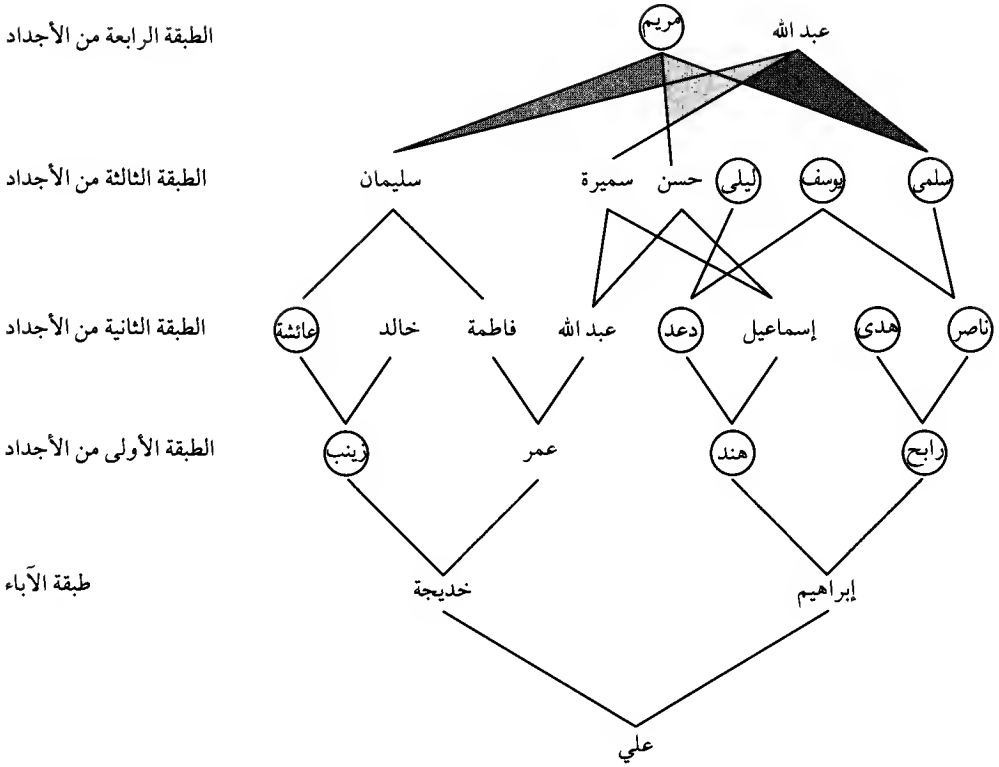 الطبقة الرابعة من الأجداد
عبد الله مريم
الطبقة الثالثة من الأجداد
سلمى يوسف ليلى حسن سميرة سليمان
الطبقة الثانية من الأجداد
ناصر هدى إسماعيل دعد عبد الله فاطمة خالد عائشة
الطبقة الأولى من الأجداد
رابح هند عمر زينب
طبقة الآباء
إبراهيم خديجة
علي